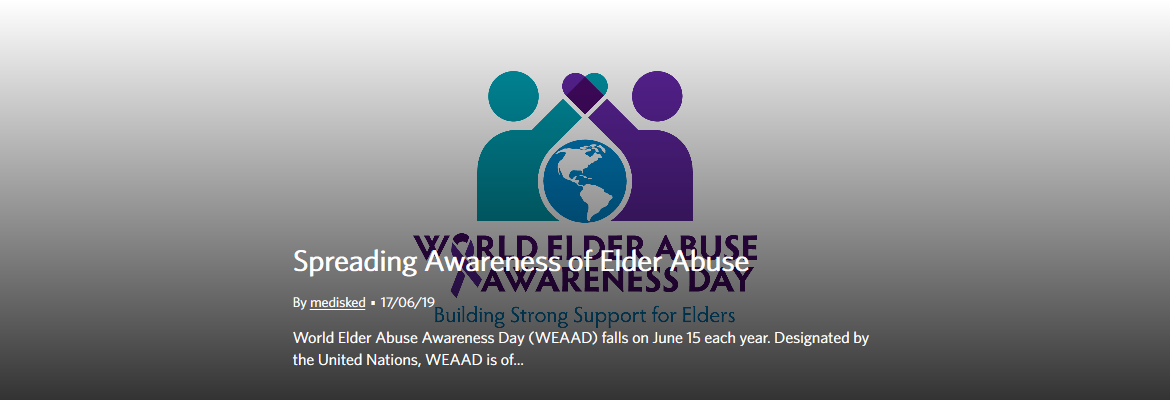 WORLD ELDER ABUSE
Spreading Awareness of Elder Abuse
AWARENESS DAY
By medisked ▪ 17/06/19
Building Strong Support for Elders
World Elder Abuse Awareness Day (WEAAD) falls on June 15 each year. Designated by
the United Nations, WEAAD is of...